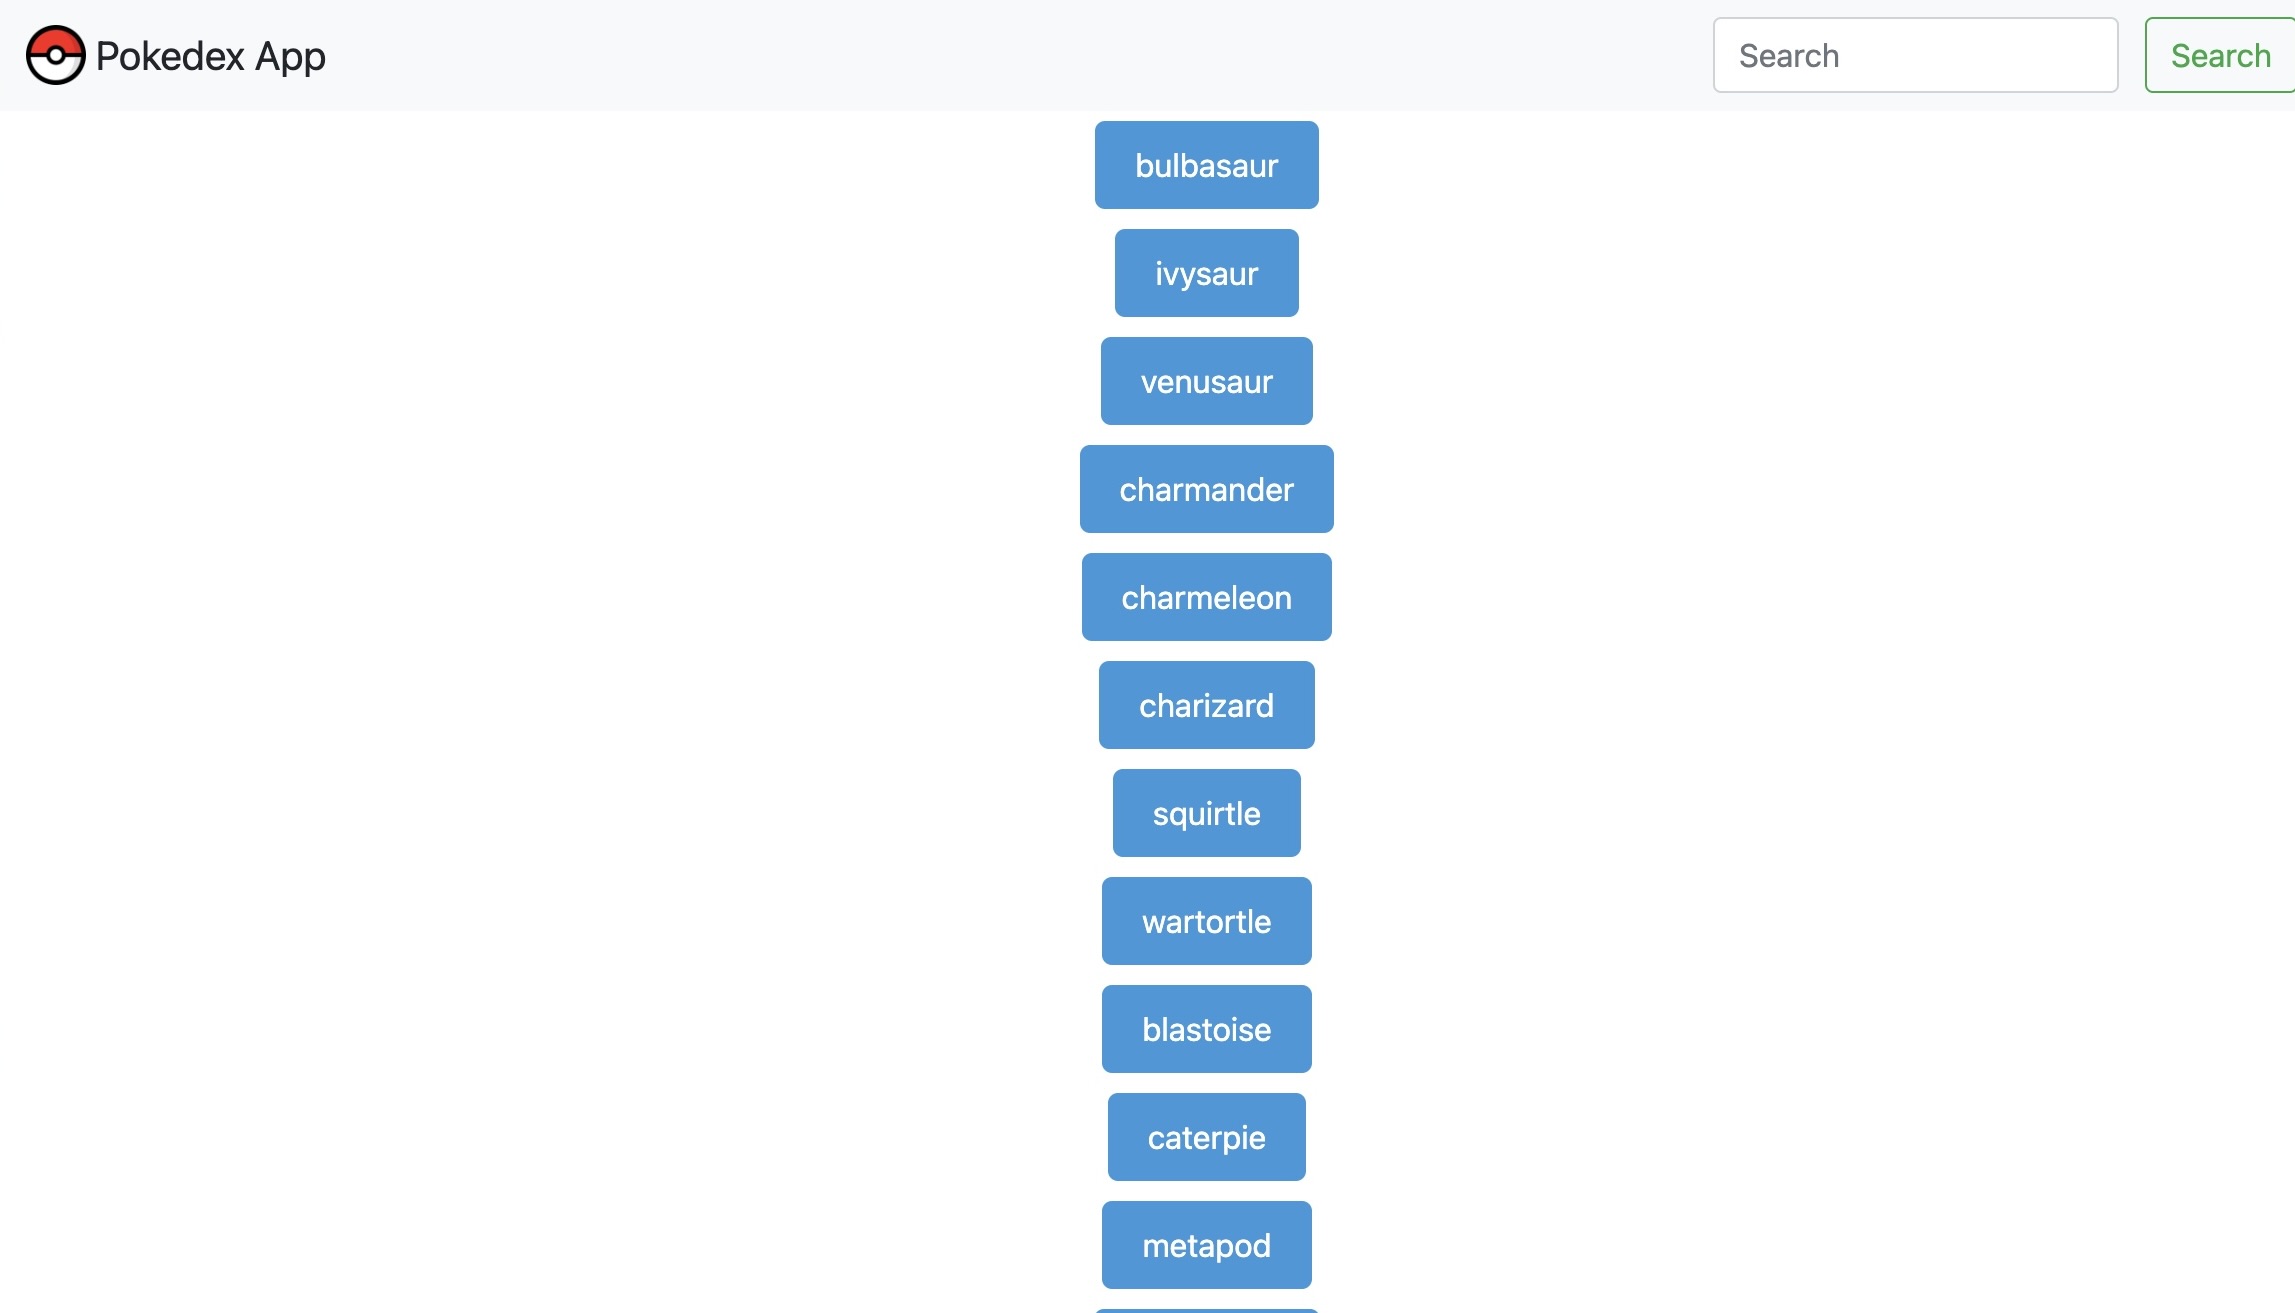 Pokedex App
Search
Search
bulbasaur
ivysaur
venusaur
charmander
charmeleon
charizard
squirtle
wartortle
blastoise
caterpie
metapod